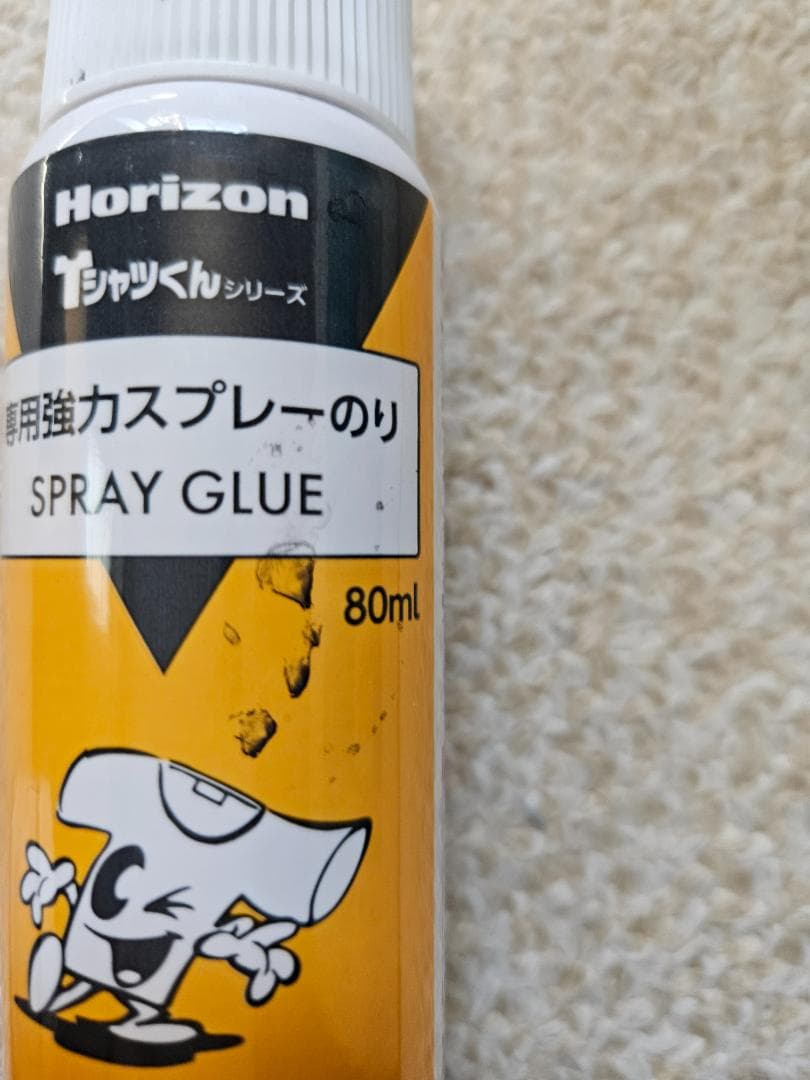 Horizon
Tシャツくんシリーズ
専用強力スプレーのり
SPRAY GLUE
80ml